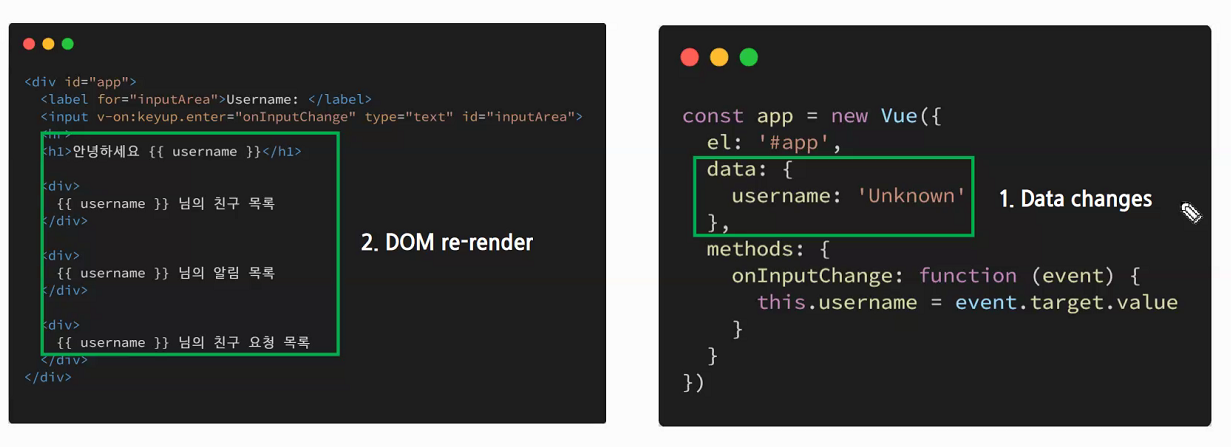 <div id="app">
  <label for="inputArea">Username: </label>
  <input v-on:keyup.enter="onInputChange" type="text" id="inputArea">
  <hr>
  <h1>안녕하세요 {{ username }}</h1>
  <div>
    {{ username }} 님의 친구 목록
  </div>
  <div>
    {{ username }} 님의 알림 목록
  </div>
  <div>
    {{ username }} 님의 친구 요청 목록
  </div>
</div>
2. DOM re-render
const app = new Vue({
  el: '#app',
  data: {
    username: 'Unknown'
  },
  methods: {
    onInputChange: function (event) {
      this.username = event.target.value
    }
  }
})
1. Data changes